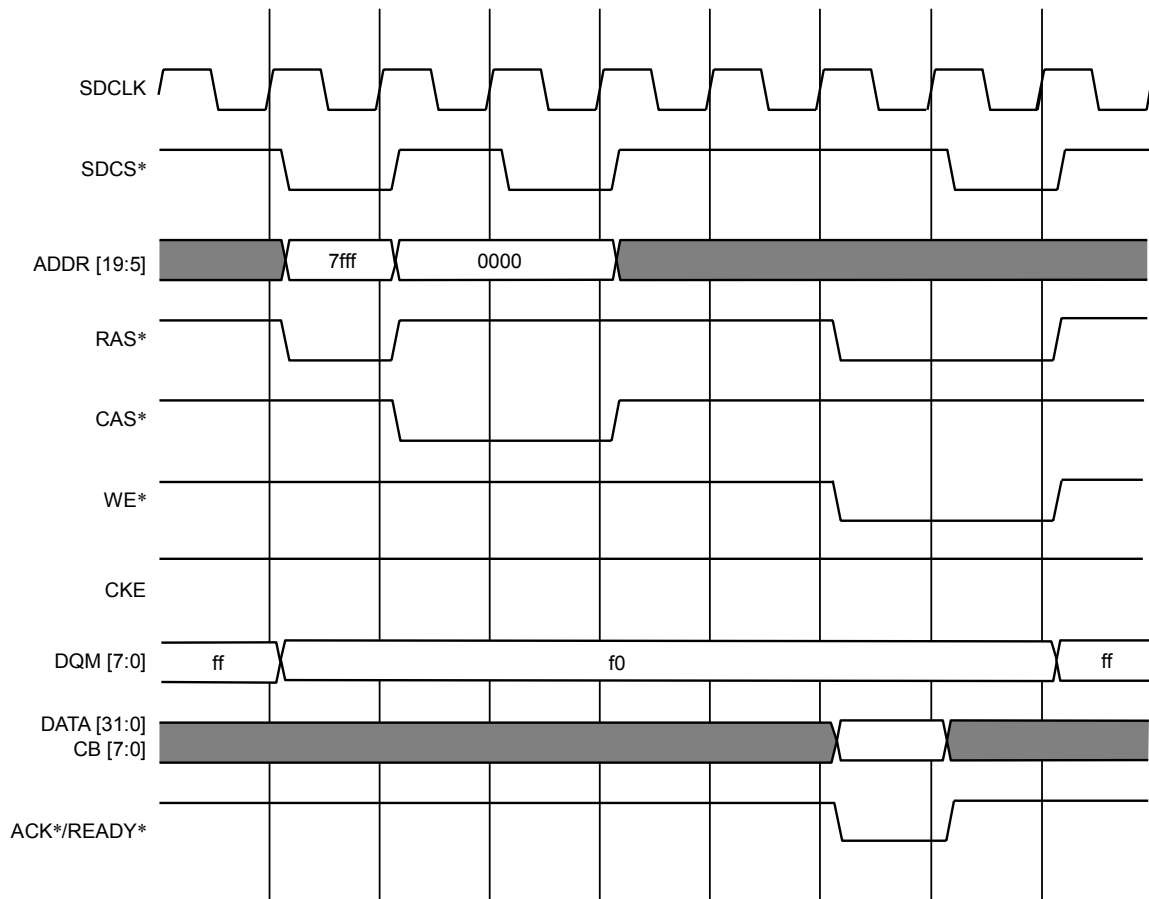 SDCLK
SDCS*
ADDR [19:5]
7fff
0000
RAS*
CAS*
WE*
CKE
DQM [7:0]
ff
f0
ff
DATA [31:0]
CB [7:0]
ACK*/READY*